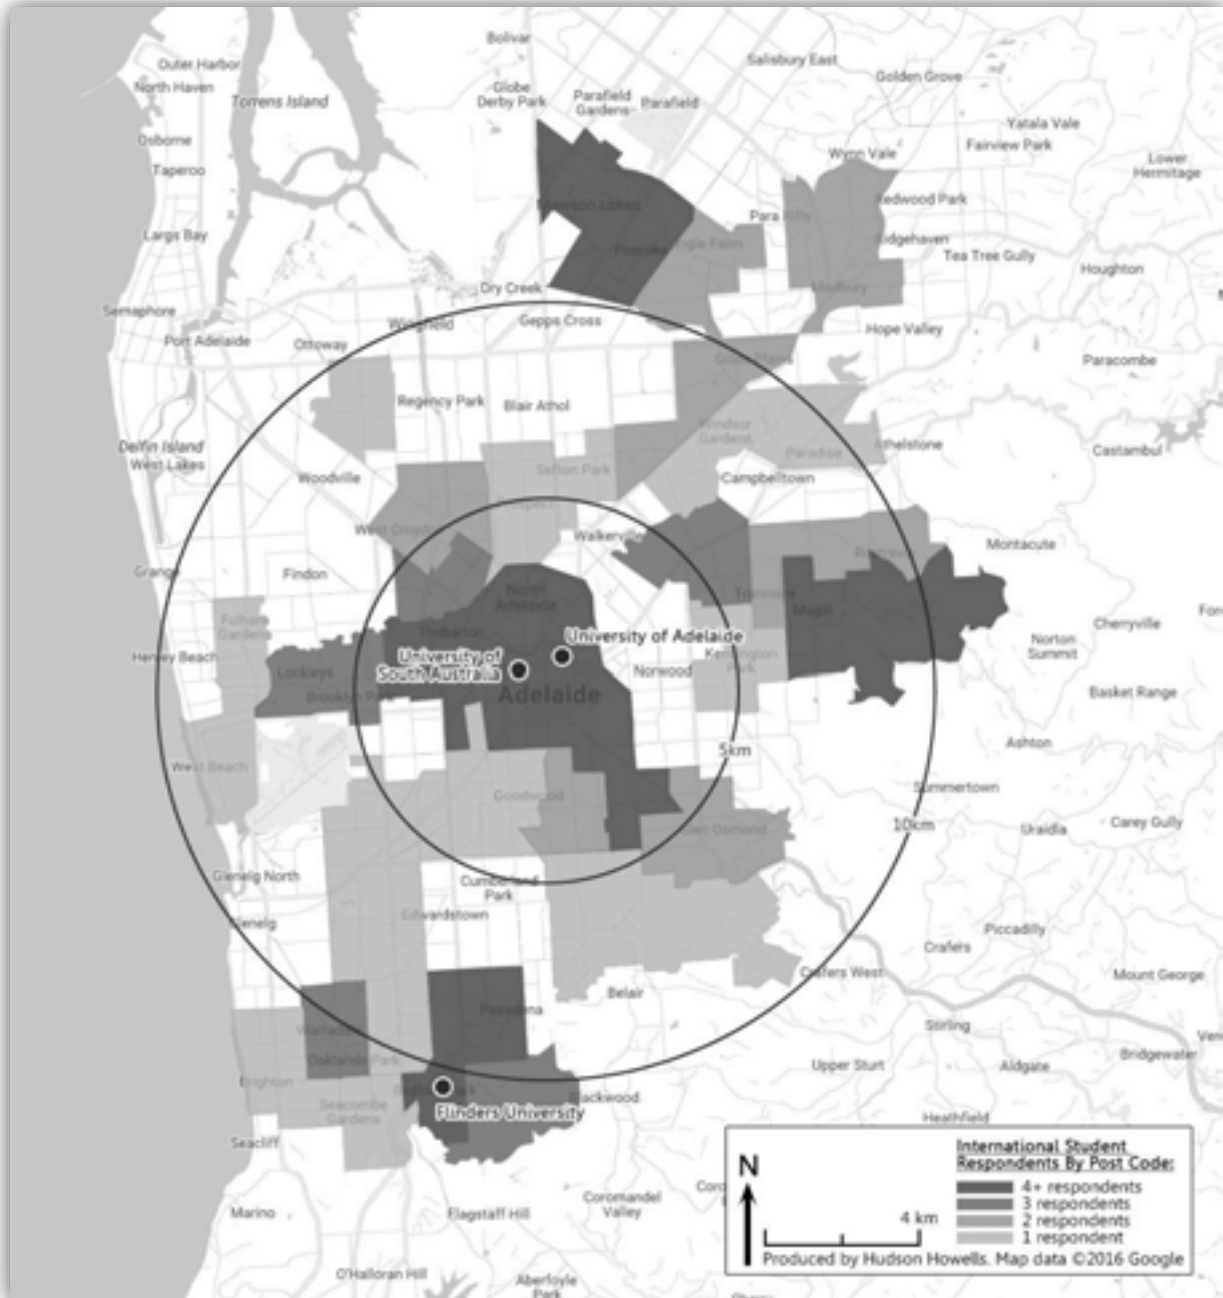 Bolivar
Salisbury East
Outer Harbor
Golden Grove
North Haven
Globe
Derby Park
Torrens Island
Parafield
Gardens
Parafield
Yatala Vale
Osborne
Fairview Park
Wynn Vale
Lower
Hermitage
Taperoo
Mawson Lakes
Redwood Park
Para Hills
Largs Bay
Pooraka
Ingle Farm
Ridgehaven
Tea Tree Gully
Houghton
Dry Creek
Modbury
Semaphore
Wingfield
Gepps Cross
Hope Valley
Port Adelaide
Ottoway
Paracombe
Regency Park
Blair Athol
Windsor
Gardens
Delfin Island
West Lakes
Paradise
Athelstone
Castambul
Woodville
Sefton Park
Campbelltown
West Croydon
Walkerville
Montacute
Grange
Findon
North
Adelaide
Tranmere
Magill
Fulham
Gardens
Thebarton
Cherryville
Henley Beach
University of Adelaide
University of
South Australia
Norwood
Kensington
Park
Norton
Summit
Lockleys
Brooklyn Park
Adelaide
Basket Range
5km
Ashton
West Beach
Goodwood
Summertown
10km
Glen Osmond
Uraidla
Carey Gully
Glenelg North
Cumberland
Park
Glenelg
Edwardstown
Piccadilly
Crafers
Crafers West
Mount George
Belair
Pasadena
Stirling
Warradale
Oaklands Park
Upper Sturt
Aldgate
Bridgewater
Brighton
Blackwood
Seacombe
Gardens
Flinders University
Heathfield
Seacliff
Marino
Flagstaff Hill
Coromandel
Valley
O'Halloran Hill
Aberfoyle
Park
International Student
Respondents By Post Code:
N
4+ respondents
3 respondents
2 respondents
1 respondent
4 km
Produced by Hudson Howells. Map data ©2016 Google